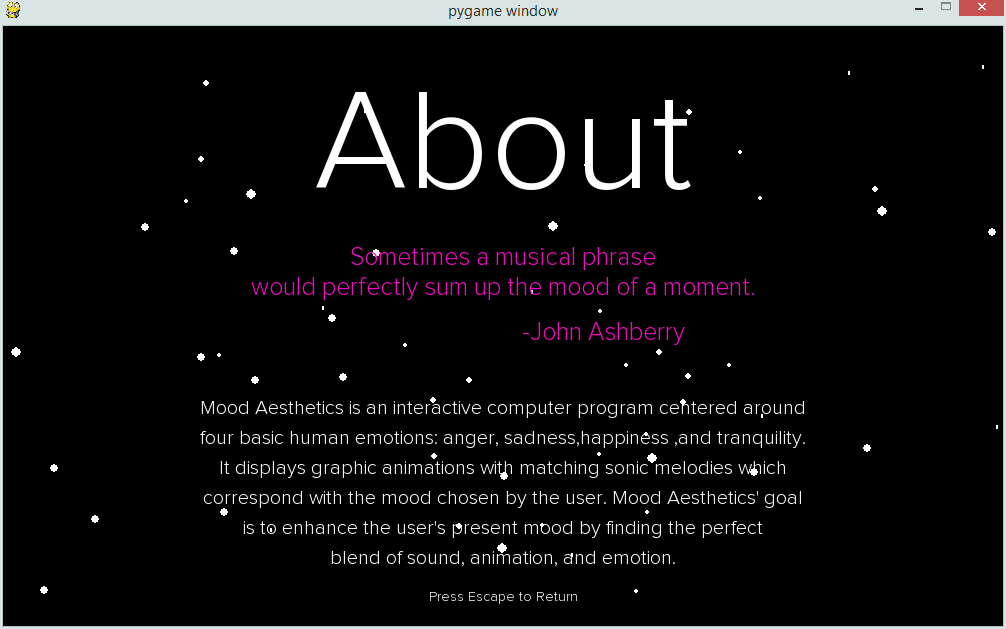 pygame window
About
Sometimes a musical phrase
would perfectly sum up the mood of a moment.
-John Ashberry
Mood Aesthetics is an interactive computer program centered around
four basic human emotions: anger, sadness,happiness ,and tranquility.
It displays graphic animations with matching sonic melodies which
correspond with the mood chosen by the user. Mood Aesthetics' goal
is to enhance the user's present mood by finding the perfect
blend of sound, animation, and emotion.
Press Escape to Return